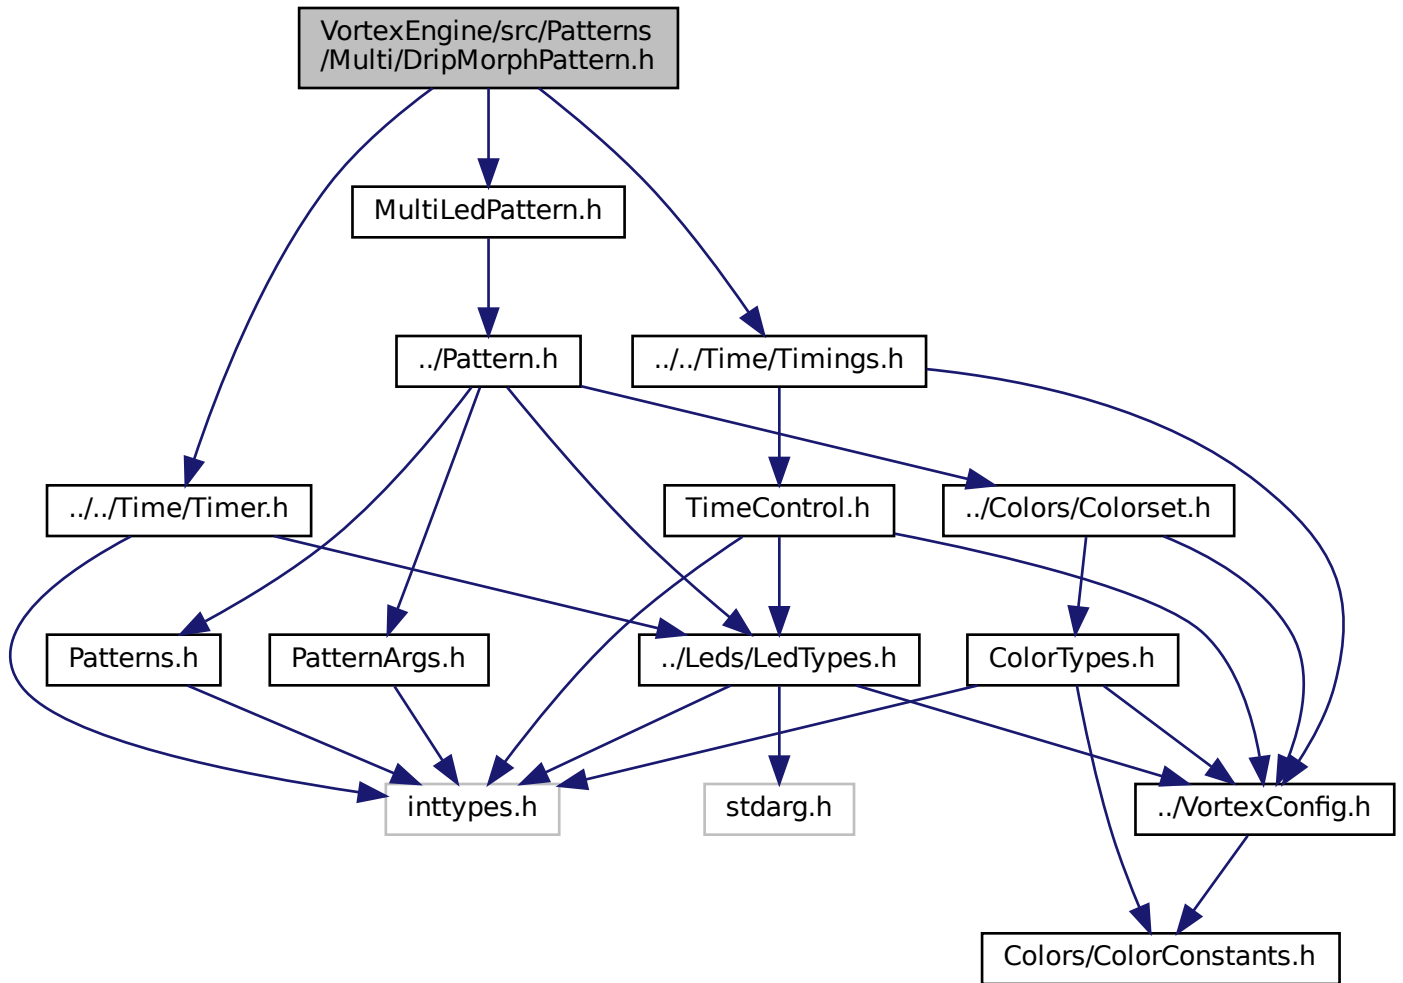 VortexEngine/src/Patterns
/Multi/DripMorphPattern.h
MultiLedPattern.h
../Pattern.h
../../Time/Timings.h
../../Time/Timer.h
TimeControl.h
../Colors/Colorset.h
Patterns.h
PatternArgs.h
../Leds/LedTypes.h
ColorTypes.h
inttypes.h
stdarg.h
../VortexConfig.h
Colors/ColorConstants.h